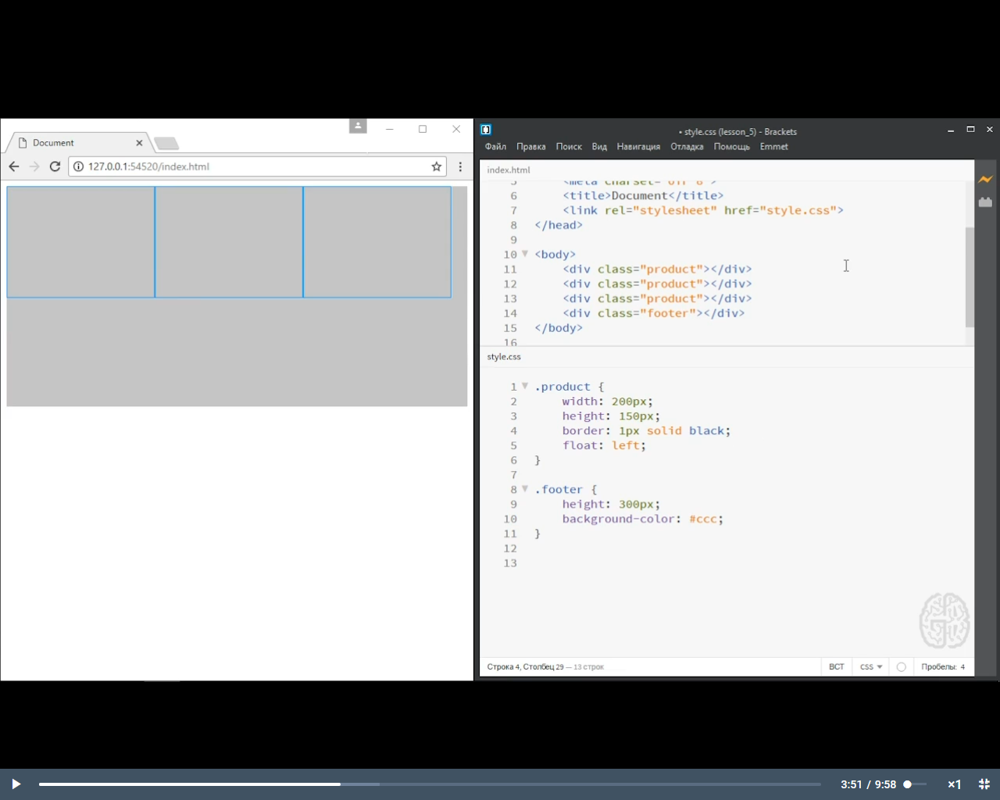 Document
127.0.0.1:54520/index.html
• style.css (lesson_5) - Brackets
Файл Правка Поиск Вид Навигация Отладка Помощь Emmet
index.html
5 <meta charset="UTF-8">
6 <title>Document</title>
7 <link rel="stylesheet" href="style.css">
8 </head>
9
10 <body>
11 <div class="product"></div>
12 <div class="product"></div>
13 <div class="product"></div>
14 <div class="footer"></div>
15 </body>
16
style.css
1 .product {
2 width: 200px;
3 height: 150px;
4 border: 1px solid black;
5 float: left;
6 }
7
8 .footer {
9 height: 300px;
10 background-color: #ccc;
11 }
12
13
Строка 4, Столбец 29 — 13 строк
ВСТ CSS Пробелы: 4
3:51 / 9:58 ×1